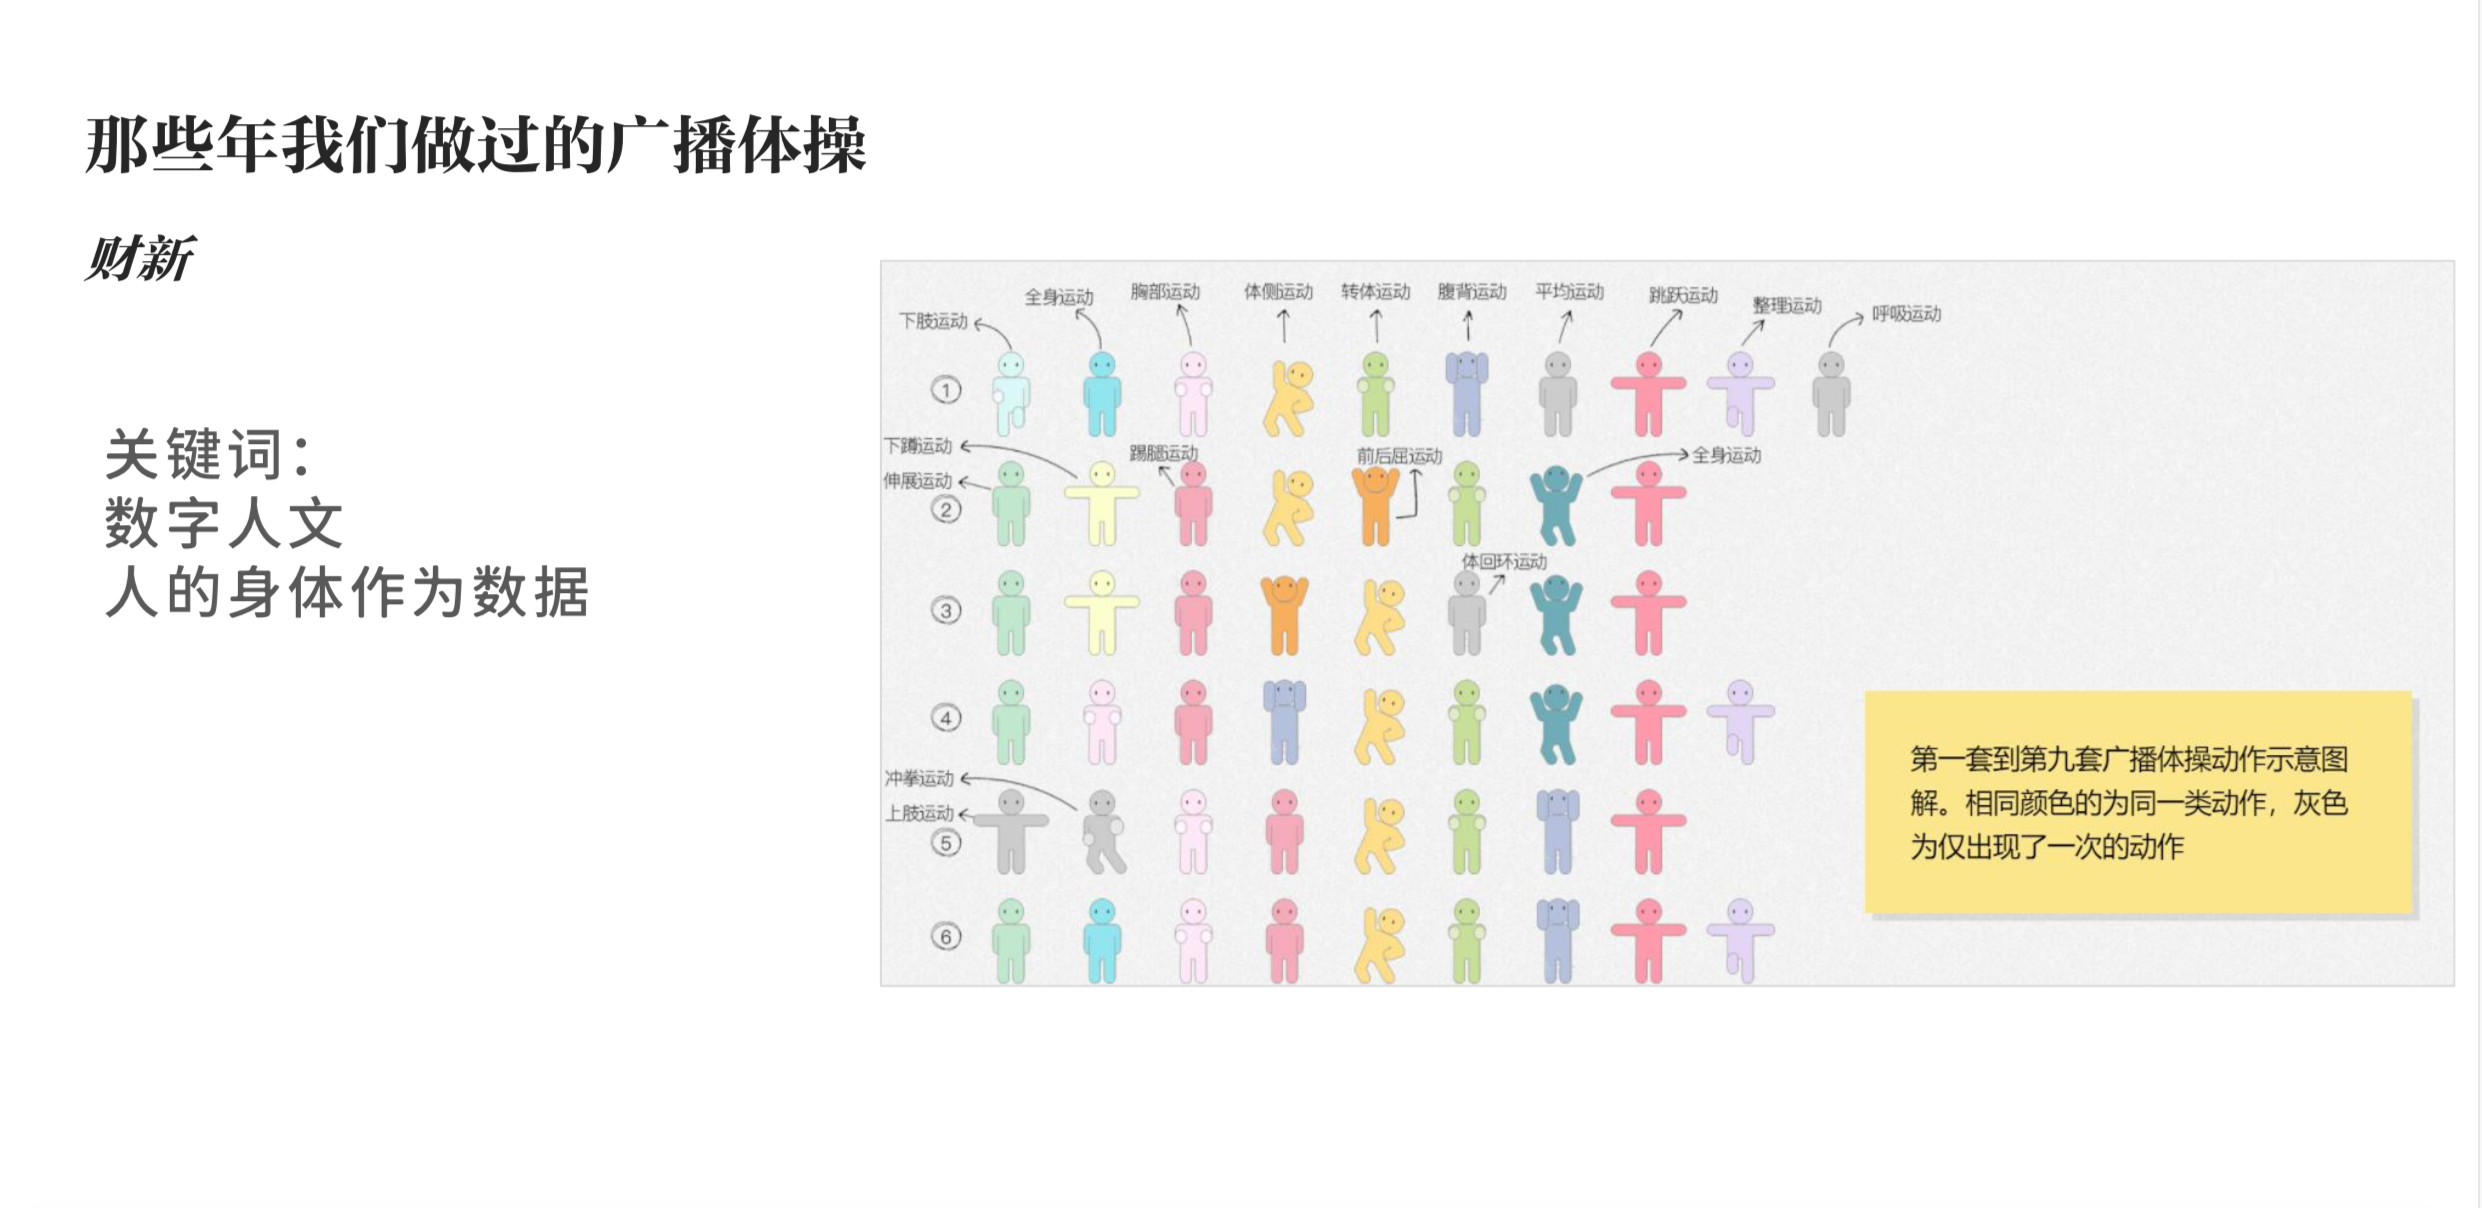 那些年我们做过的广播体操
财新
关键词：
数字人文
人的身体作为数据
下肢运动
全身运动
胸部运动
体侧运动
转体运动
腹背运动
平均运动
跳跃运动
整理运动
呼吸运动
①
下蹲运动
伸展运动
踢腿运动
前后屈运动
全身运动
②
体回环运动
③
④
冲拳运动
上肢运动
⑤
⑥
第一套到第九套广播体操动作示意图
解。相同颜色的为同一类动作，灰色
为仅出现了一次的动作